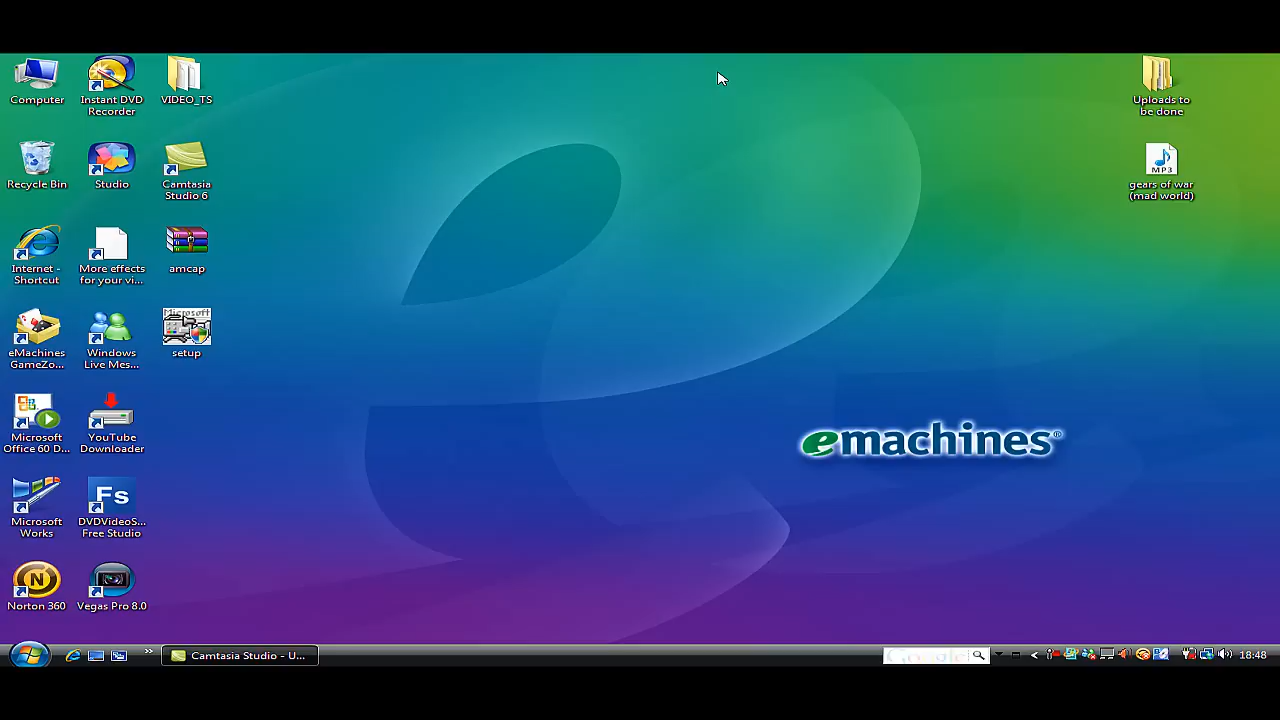 Computer
Instant DVD
Recorder
VIDEO_TS
Uploads to
be done
Recycle Bin
Studio
Camtasia
Studio 6
MP3
gears of war
(mad world)
Internet -
Shortcut
More effects
for your vi...
amcap
Microsoft
eMachines
GameZo...
Windows
Live Mes...
setup
Microsoft
Office 60 D...
YouTube
Downloader
emachines®
Microsoft
Works
Fs
DVDVideoS...
Free Studio
N
Norton 360
Vegas Pro 8.0
Camtasia Studio - U...
18:48